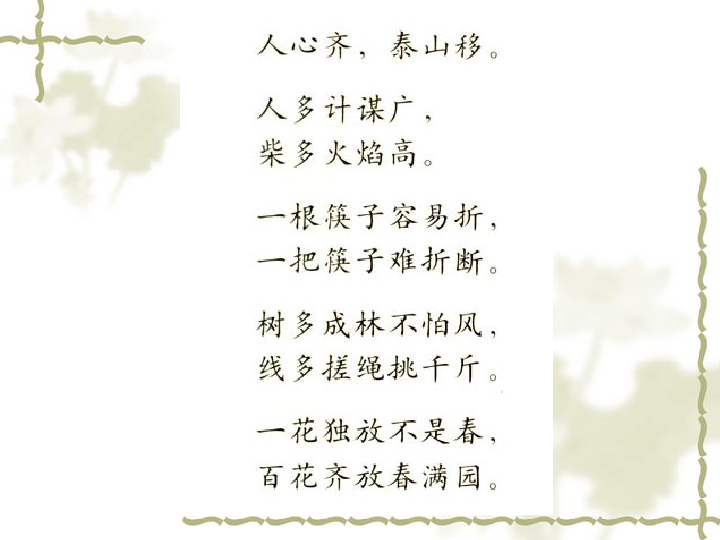 人心齐，泰山移。
人多计谋广，
柴多火焰高。
一根筷子容易折，
一把筷子难折断。
树多成林不怕风，
线多搓绳挑千斤。
一花独放不是春，
百花齐放春满园。